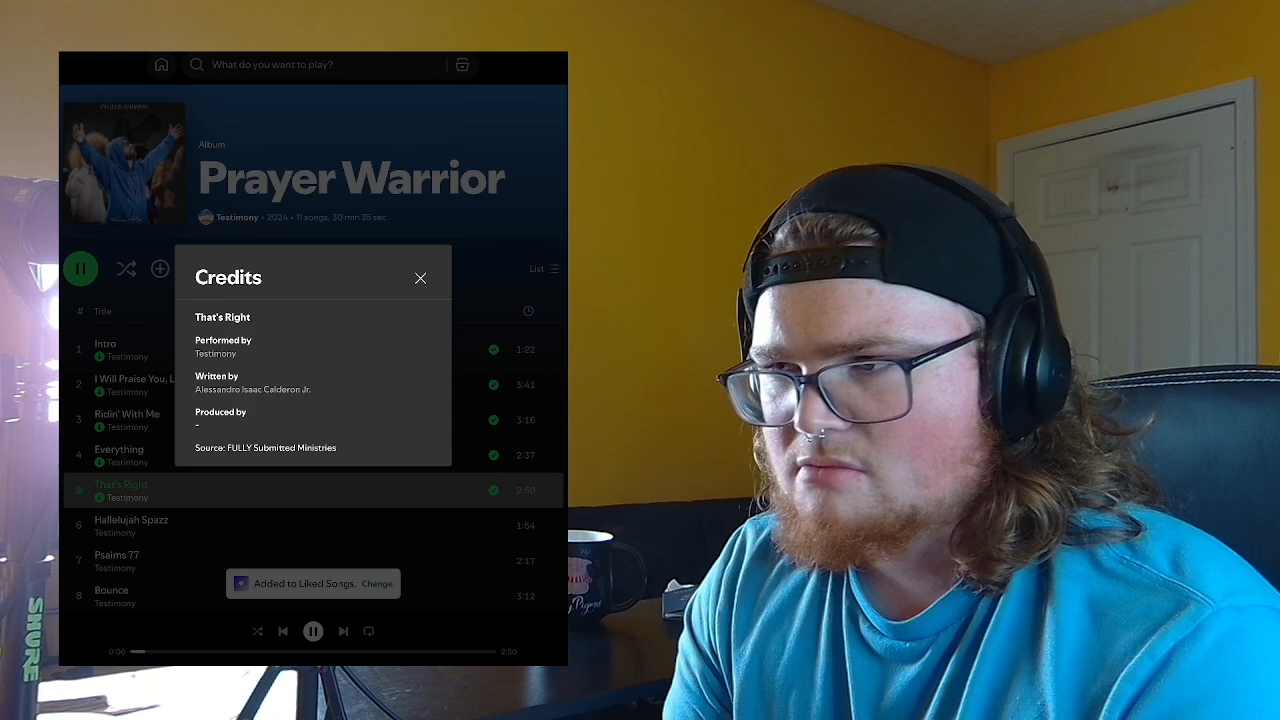 What do you want to play?
PRAYER WARRIOR
Album
Prayer Warrior
Testimony • 2024 • 11 songs, 30 min 35 sec
List
Credits
# Title
That's Right
Performed by
Testimony
Written by
Alessandro Isaac Calderon Jr.
Produced by
-
Source: FULLY Submitted Ministries
1 Intro 1:22
Testimony
2 I Will Praise You, L 3:41
Testimony
3 Ridin' With Me 3:16
Testimony
4 Everything 2:37
Testimony
That's Right 2:50
Testimony
6 Hallelujah Spazz 1:54
Testimony
7 Psalms 77 2:17
Testimony
8 Bounce 3:12
Testimony
Added to Liked Songs. Change
0:06 2:50
SHURE